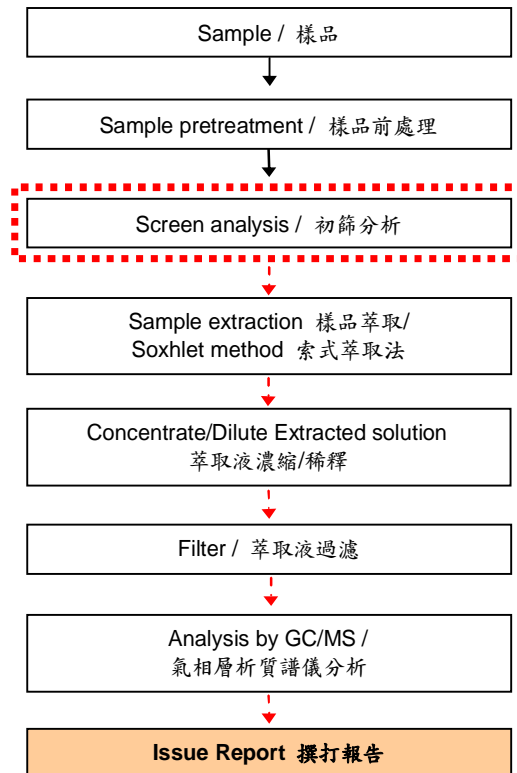 Sample / 樣品
Sample pretreatment / 樣品前處理
Screen analysis / 初篩分析
Sample extraction 樣品萃取/
Soxhlet method 索式萃取法
Concentrate/Dilute Extracted solution
萃取液濃縮/稀釋
Filter / 萃取液過濾
Analysis by GC/MS /
氣相層析質譜儀分析
Issue Report 撰打報告